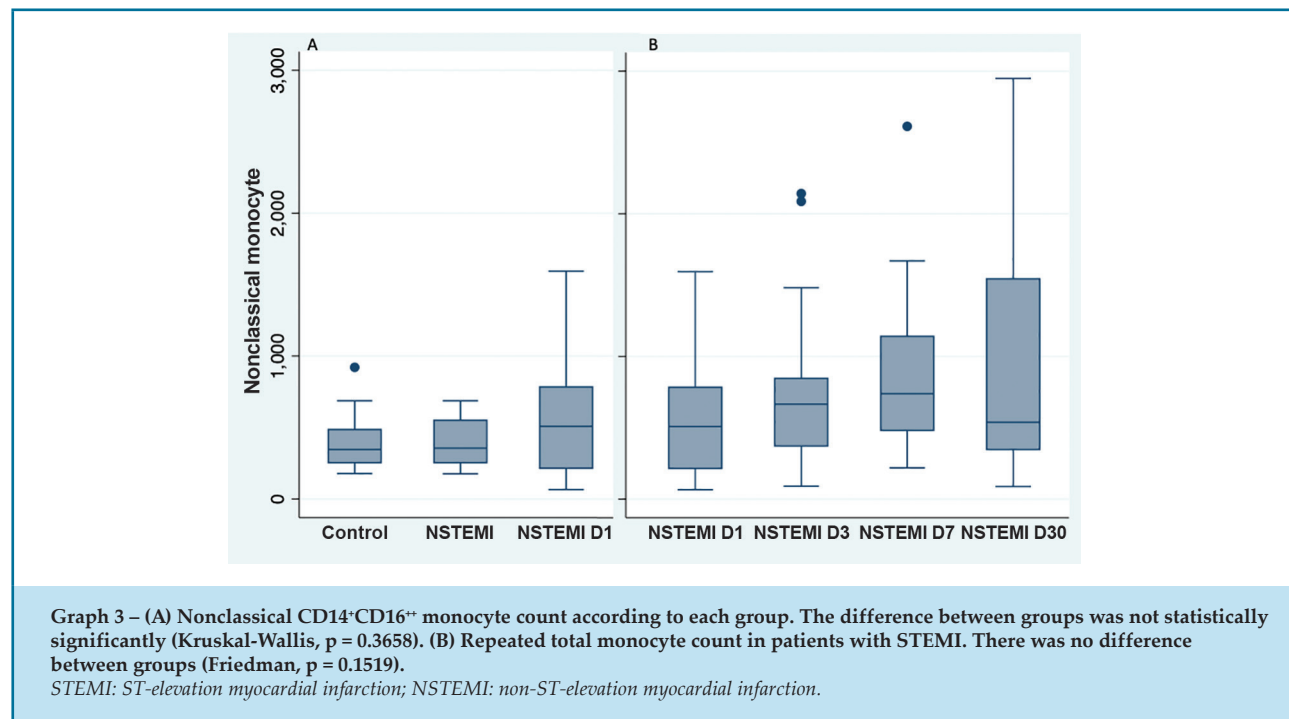 A
B
Nonclassical monocyte
3,000
2,000
1,000
0
Control NSTEMI NSTEMI D1
NSTEMI D1 NSTEMI D3 NSTEMI D7 NSTEMI D30
Graph 3 – (A) Nonclassical CD14⁺CD16⁺⁺ monocyte count according to each group. The difference between groups was not statistically
significantly (Kruskal-Wallis, p = 0.3658). (B) Repeated total monocyte count in patients with STEMI. There was no difference
between groups (Friedman, p = 0.1519).
STEMI: ST-elevation myocardial infarction; NSTEMI: non-ST-elevation myocardial infarction.